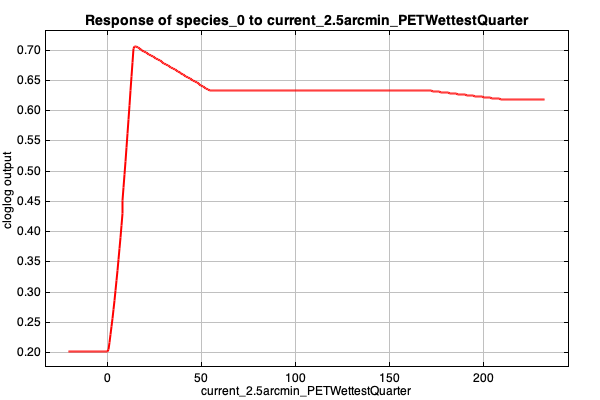 Response of species_0 to current_2.5arcmin_PETWettestQuarter
0.70
0.65
0.60
0.55
0.50
0.45
0.40
0.35
0.30
0.25
0.20
cloglog output
0 50 100 150 200
current_2.5arcmin_PETWettestQuarter